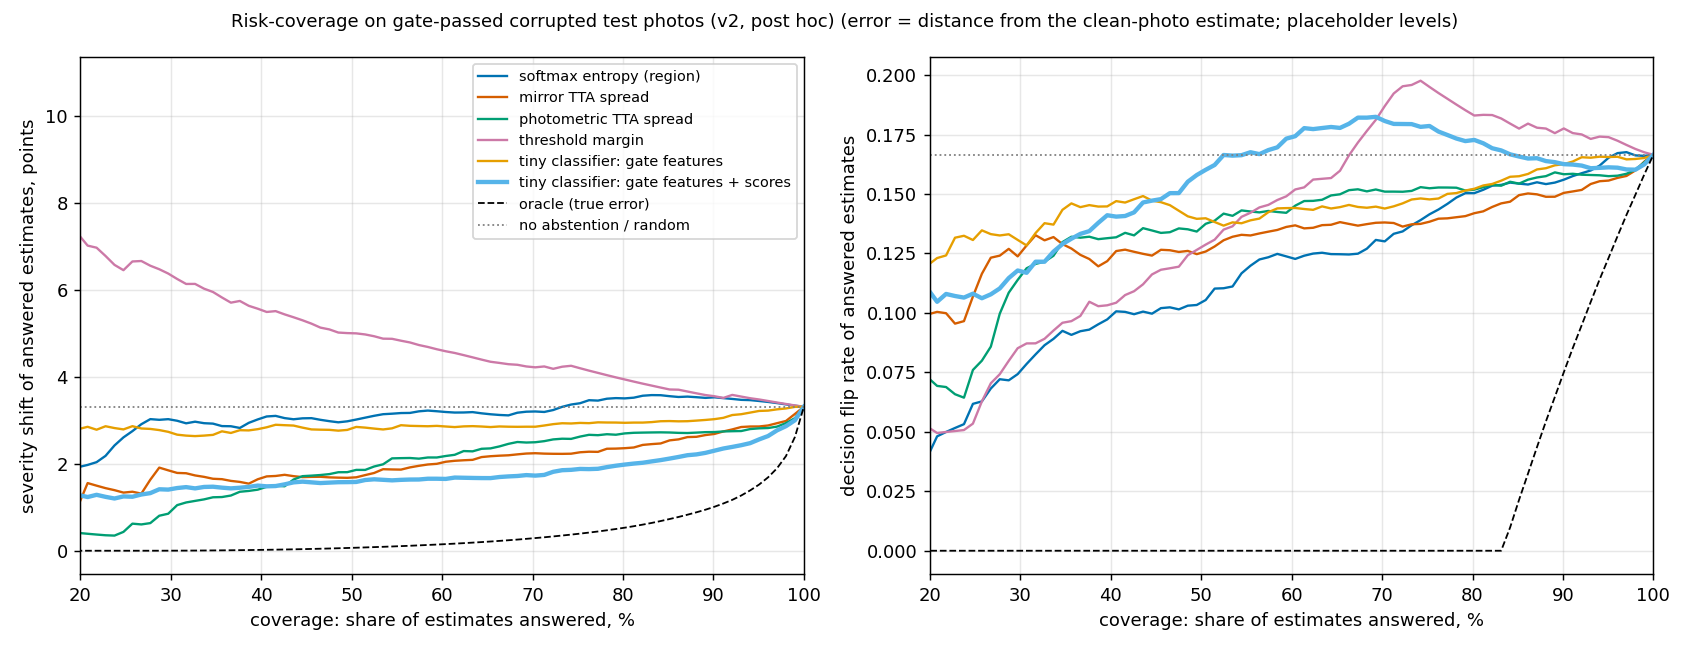 Risk-coverage on gate-passed corrupted test photos (v2, post hoc) (error = distance from the clean-photo estimate; placeholder levels)
severity shift of answered estimates, points
10
8
6
4
2
0
softmax entropy (region)
mirror TTA spread
photometric TTA spread
threshold margin
tiny classifier: gate features
tiny classifier: gate features + scores
oracle (true error)
no abstention / random
20 30 40 50 60 70 80 90 100
coverage: share of estimates answered, %
decision flip rate of answered estimates
0.200
0.175
0.150
0.125
0.100
0.075
0.050
0.025
0.000
20 30 40 50 60 70 80 90 100
coverage: share of estimates answered, %